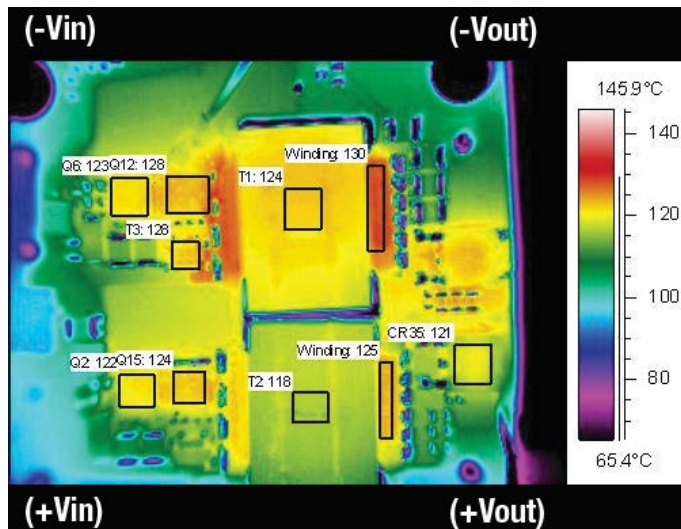 (-Vin)
(-Vout)
145.9°C
140
120
100
80
65.4°C
Winding: 130
Q6: 123
Q12: 128
T1: 124
T3: 128
CR35: 121
Winding: 125
Q2: 122
Q15: 124
T2: 118
(+Vin)
(+Vout)